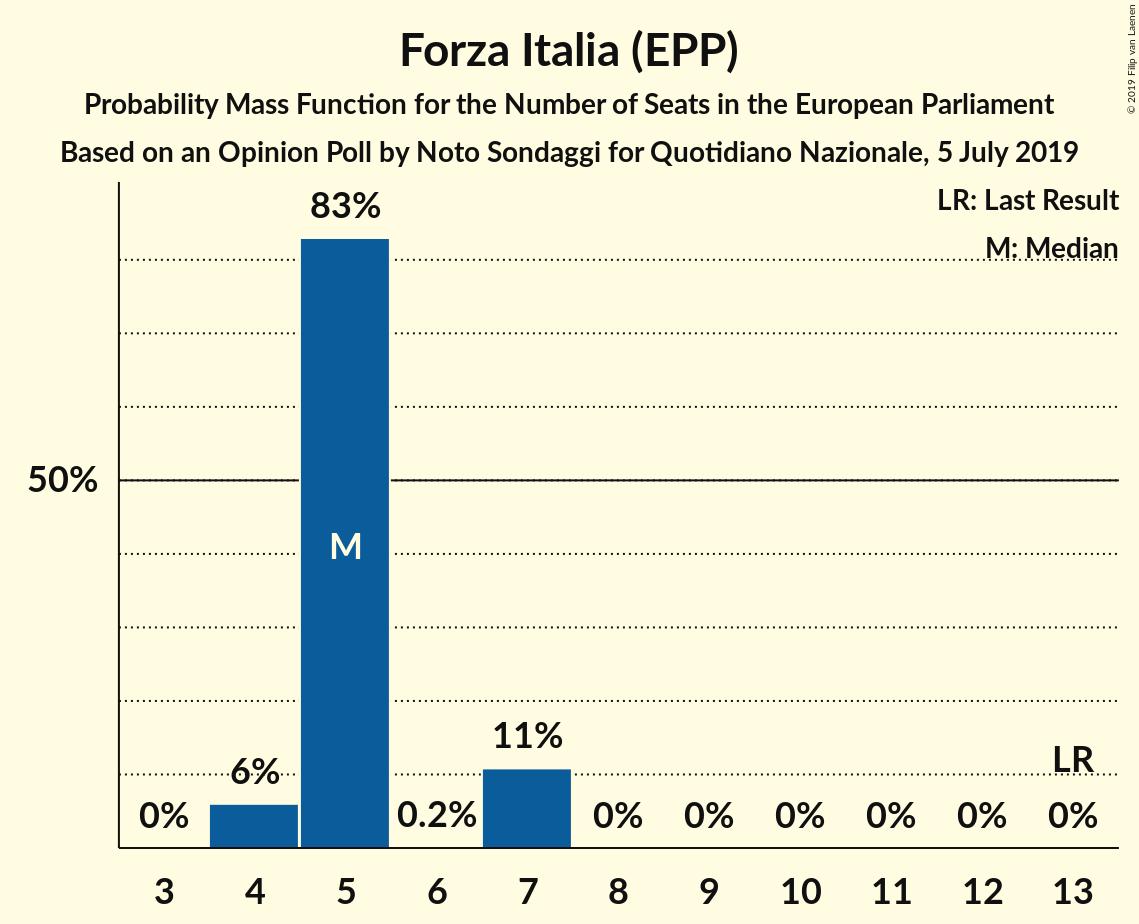 Forza Italia (EPP)
Probability Mass Function for the Number of Seats in the European Parliament
Based on an Opinion Poll by Noto Sondaggi for Quotidiano Nazionale, 5 July 2019
© 2019 Filip van Laenen
LR: Last Result
M: Median
83%
50%
M
11%
LR
6%
0% 0.2% 0% 0% 0% 0% 0% 0%
3 4 5 6 7 8 9 10 11 12 13